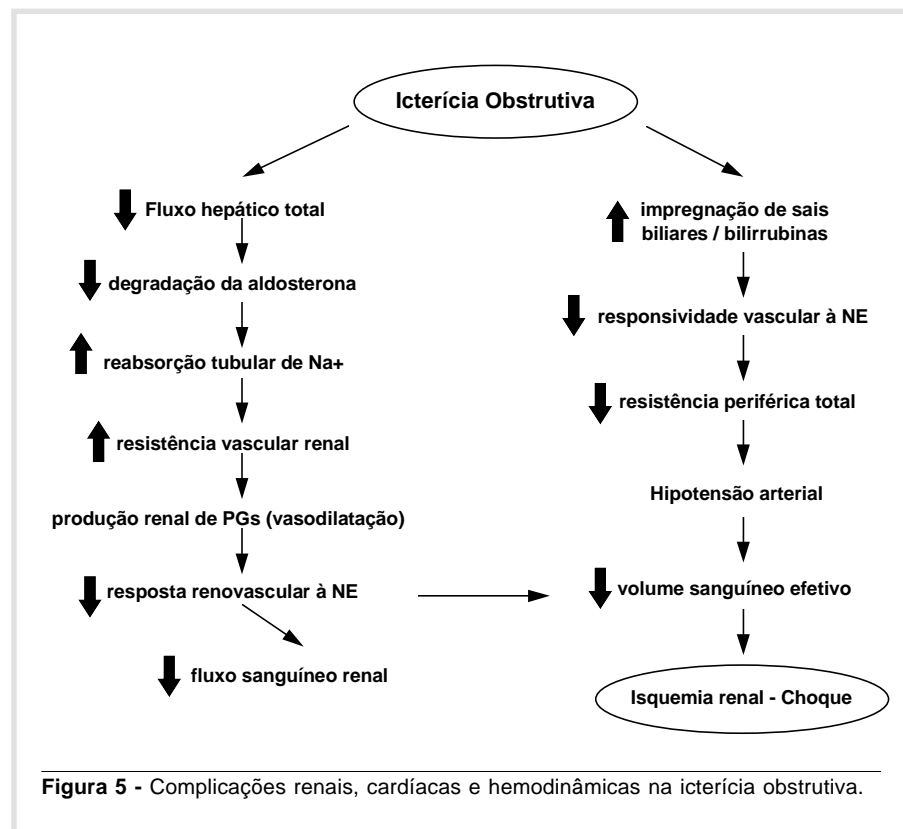 Icterícia Obstrutiva
Fluxo hepático total
degradação da aldosterona
reabsorção tubular de Na+
resistência vascular renal
produção renal de PGs (vasodilatação)
resposta renovascular à NE
fluxo sanguíneo renal
impregnação de sais
biliares / bilirrubinas
responsividade vascular à NE
resistência periférica total
Hipotensão arterial
volume sanguíneo efetivo
Isquemia renal - Choque
Figura 5 - Complicações renais, cardíacas e hemodinâmicas na icterícia obstrutiva.